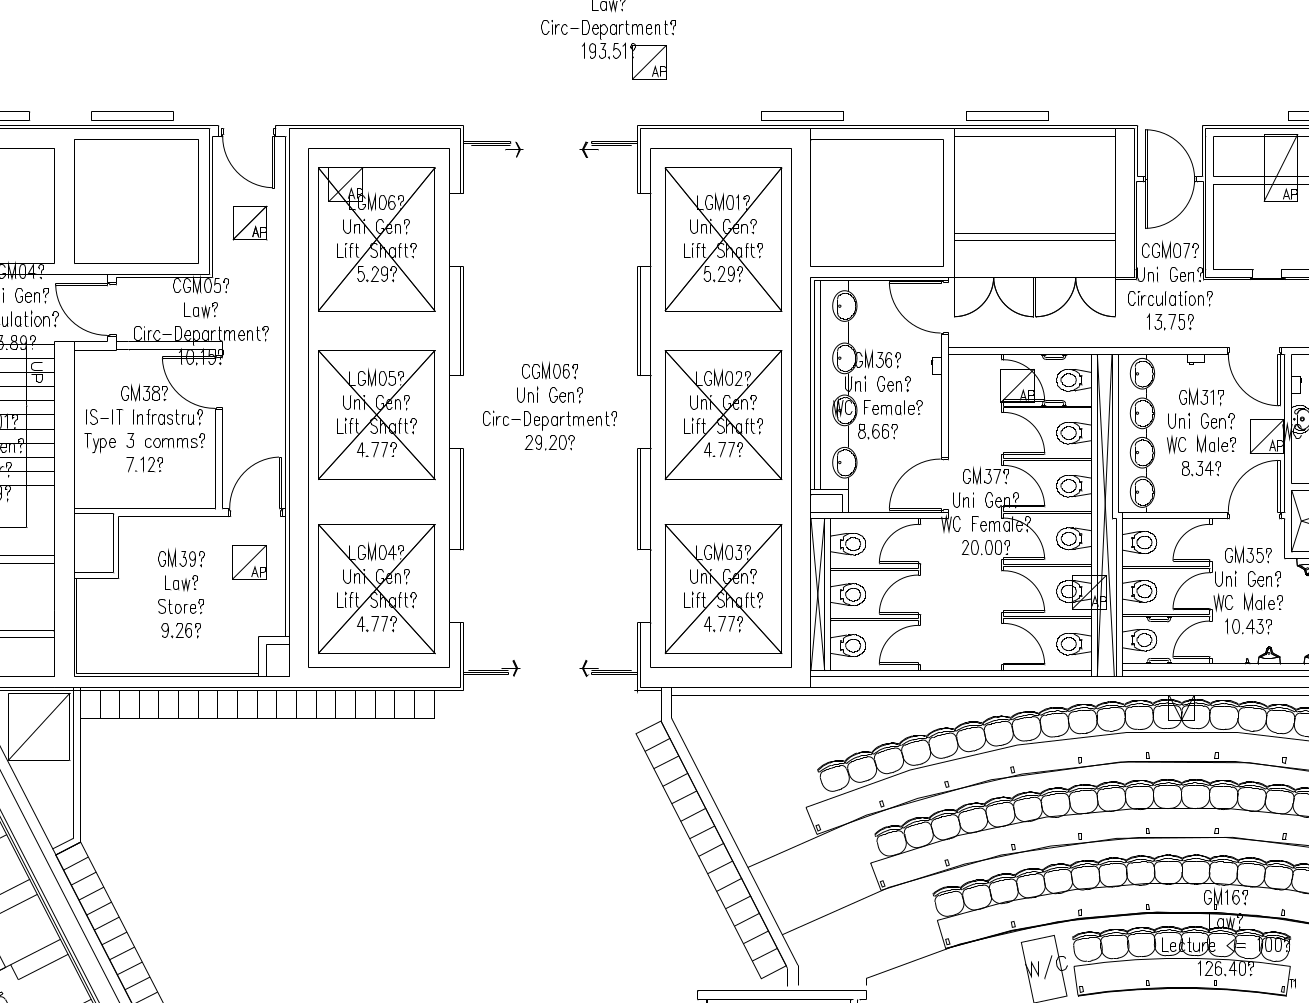 Law?
Circ-Department?
193.51?
AP
LGM06?
Uni Gen?
Lift Shaft?
5.29?
AP
LGM01?
Uni Gen?
Lift Shaft?
5.29?
AP
AP
GM04?
i Gen?
ulation?
3.89?
CGM05?
Law?
Circ-Department?
10.15?
CGM07?
Uni Gen?
Circulation?
13.75?
UP
GM38?
IS-IT Infrastru?
Type 3 comms?
7.12?
LGM05?
Uni Gen?
Lift Shaft?
4.77?
CGM06?
Uni Gen?
Circ-Department?
29.20?
LGM02?
Uni Gen?
Lift Shaft?
4.77?
GM36?
Uni Gen?
WC Female?
8.66?
AP
GM31?
Uni Gen?
WC Male?
8.34?
AP
01?
en?
r?
9?
GM37?
Uni Gen?
WC Female?
20.00?
GM39?
Law?
Store?
9.26?
AP
LGM04?
Uni Gen?
Lift Shaft?
4.77?
LGM03?
Uni Gen?
Lift Shaft?
4.77?
AP
GM35?
Uni Gen?
WC Male?
10.43?
GM16?
Law?
Lecture <= 100?
126.40?
N/C